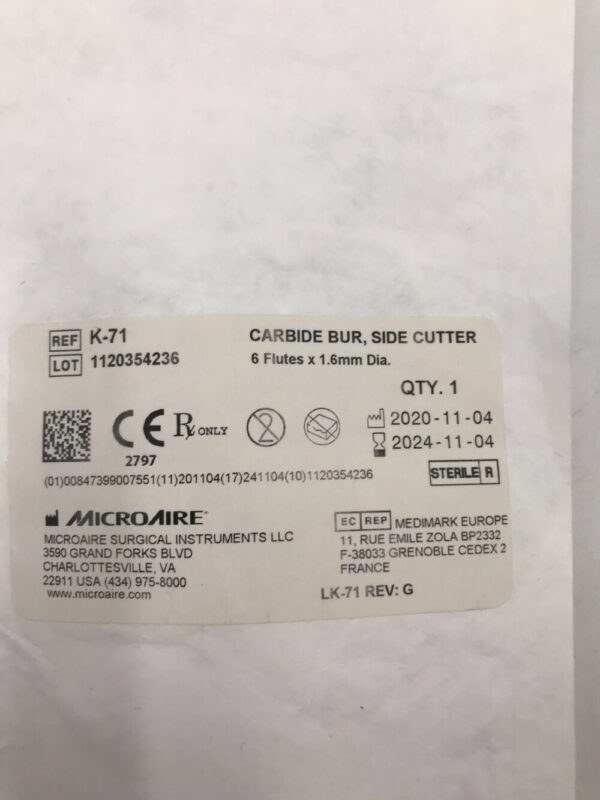 REF K-71 CARBIDE BUR, SIDE CUTTER
LOT 1120354236 6 Flutes x 1.6mm Dia.
QTY. 1
CE Rx ONLY 2 2020-11-04
2797 2024-11-04
(01)00847399007551(11)201104(17)241104(10)1120354236 STERILE R
MICROAIRE
MICROAIRE SURGICAL INSTRUMENTS LLC
3590 GRAND FORKS BLVD
CHARLOTTESVILLE, VA
22911 USA (434) 975-8000
www.microaire.com
EC REP MEDIMARK EUROPE
11, RUE EMILE ZOLA BP2332
F-38033 GRENOBLE CEDEX 2
FRANCE
LK-71 REV: G